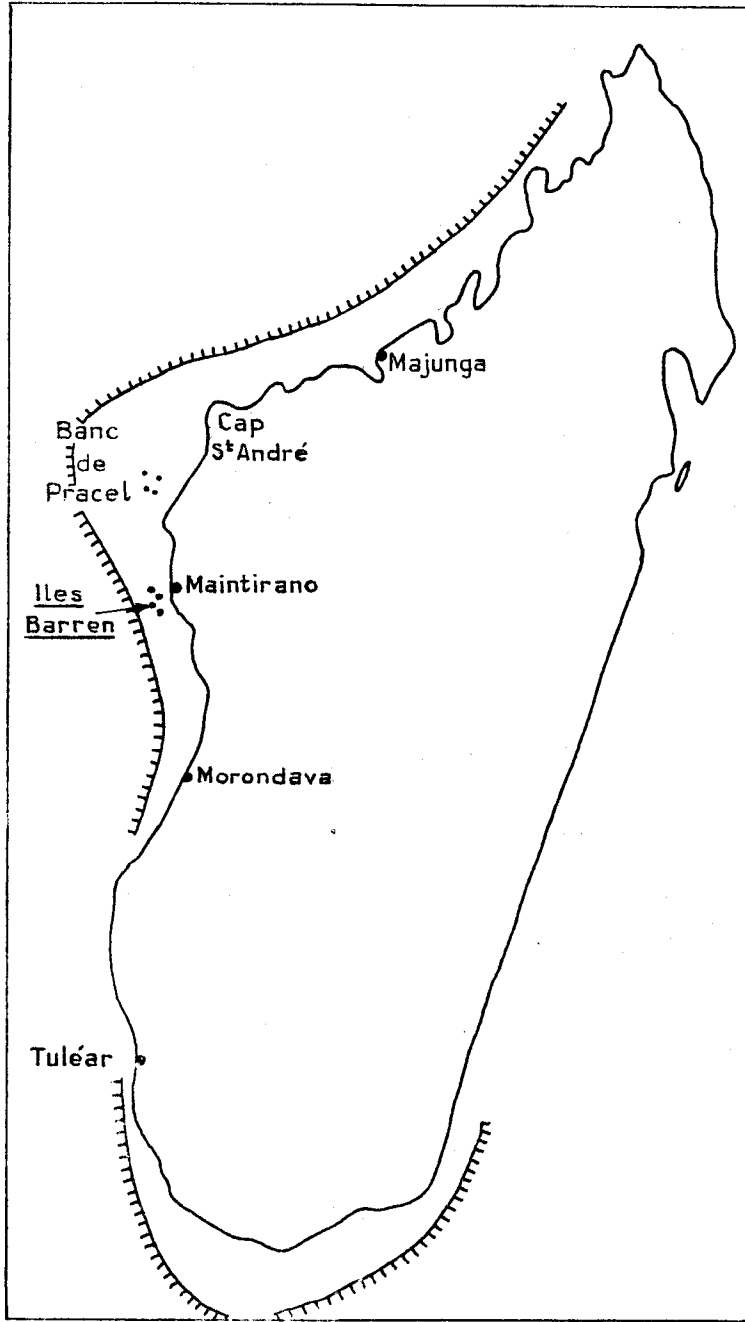 Majunga
Cap
St André
Banc
de
Pracel
Maintirano
Iles
Barren
Morondava
Tuléar